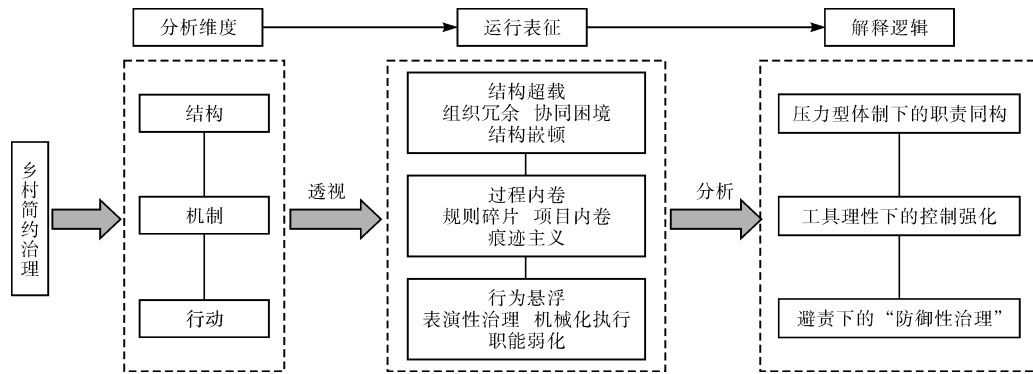 分析维度
运行表征
解释逻辑
乡村简约治理
结构
机制
行动
透视
结构超载
组织冗余 协同困境
结构嵌顿
过程内卷
规则碎片 项目内卷
痕迹主义
行为悬浮
表演性治理 机械化执行
职能弱化
分析
压力型体制下的职责同构
工具理性下的控制强化
避责下的“防御性治理”